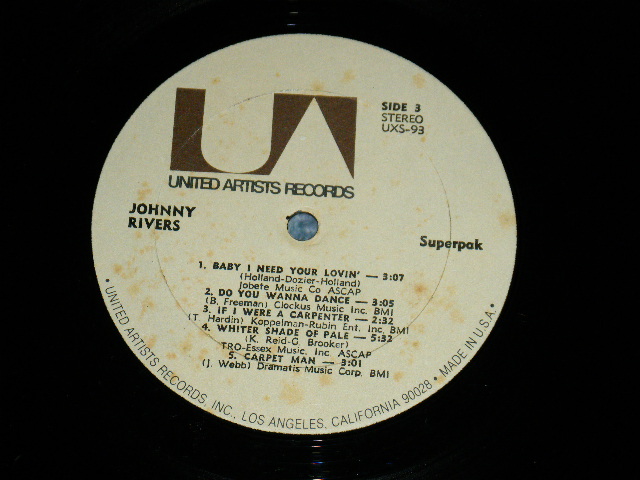 UA
UNITED ARTISTS RECORDS
SIDE 3
STEREO
UXS-93
JOHNNY
RIVERS
Superpak
1. BABY I NEED YOUR LOVIN' — 3:07
(Holland-Dozier-Holland)
Jobete Music Co ASCAP
2. DO YOU WANNA DANCE — 3:05
(B. Freeman) Clockus Music Inc. BMI
3. IF I WERE A CARPENTER — 2:32
(T. Hardin) Koppelman-Rubin Ent. Inc. BMI
4. WHITER SHADE OF PALE — 5:32
(K. Reid-G Brooker)
TRO-Essex Music, Inc. ASCAP
5. CARPET MAN — 3:01
(J. Webb) Dramatis Music Corp. BMI
• UNITED ARTISTS RECORDS, INC., LOS ANGELES, CALIFORNIA 90028 • MADE IN U.S.A. •